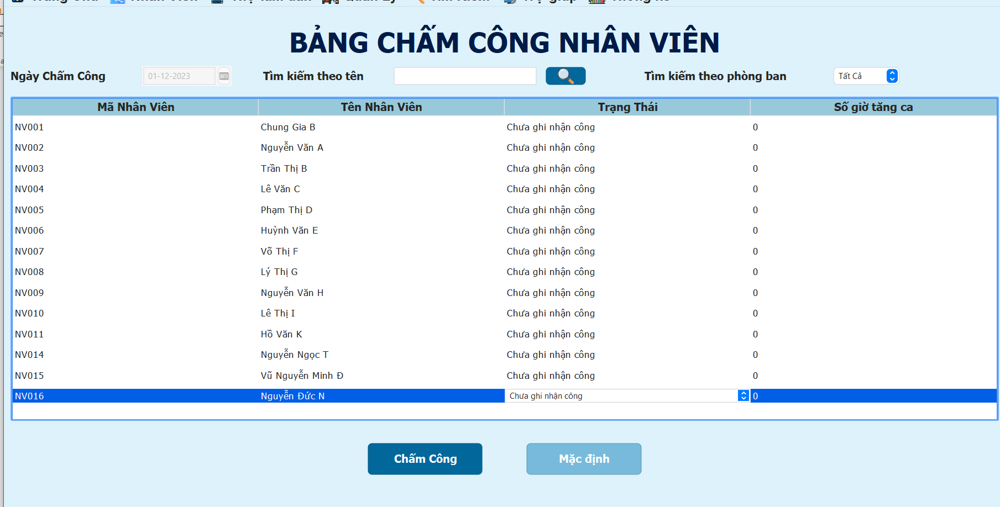 BẢNG CHẤM CÔNG NHÂN VIÊN
Ngày Chấm Công 01-12-2023 Tìm kiếm theo tên Tìm kiếm theo phòng ban Tất Cả
Mã Nhân Viên Tên Nhân Viên Trạng Thái Số giờ tăng ca
NV001 Chung Gia B Chưa ghi nhận công 0
NV002 Nguyễn Văn A Chưa ghi nhận công 0
NV003 Trần Thị B Chưa ghi nhận công 0
NV004 Lê Văn C Chưa ghi nhận công 0
NV005 Phạm Thị D Chưa ghi nhận công 0
NV006 Huỳnh Văn E Chưa ghi nhận công 0
NV007 Võ Thị F Chưa ghi nhận công 0
NV008 Lý Thị G Chưa ghi nhận công 0
NV009 Nguyễn Văn H Chưa ghi nhận công 0
NV010 Lê Thị I Chưa ghi nhận công 0
NV011 Hồ Văn K Chưa ghi nhận công 0
NV014 Nguyễn Ngọc T Chưa ghi nhận công 0
NV015 Vũ Nguyễn Minh Đ Chưa ghi nhận công 0
NV016 Nguyễn Đức N Chưa ghi nhận công 0
Chấm Công Mặc định